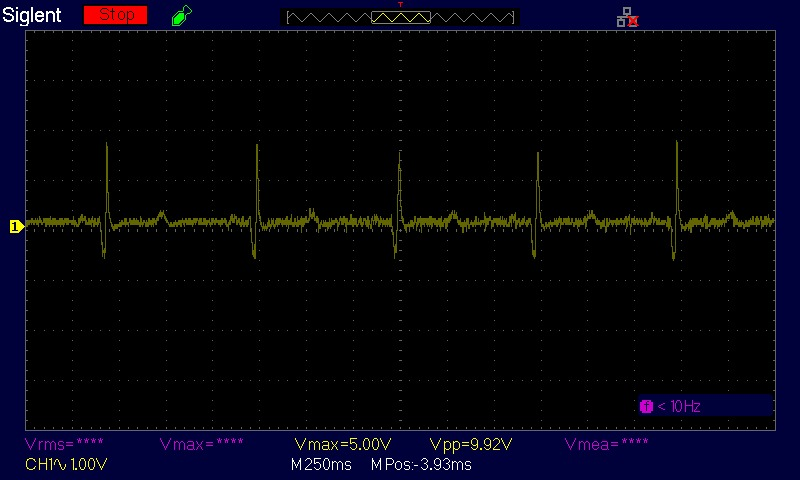 Siglent Stop T
1
f < 10Hz
Vrms=**** Vmax=**** Vmax=5.00V Vpp=9.92V Vmea=****
CH1∿ 1.00V M250ms MPos:-3.93ms